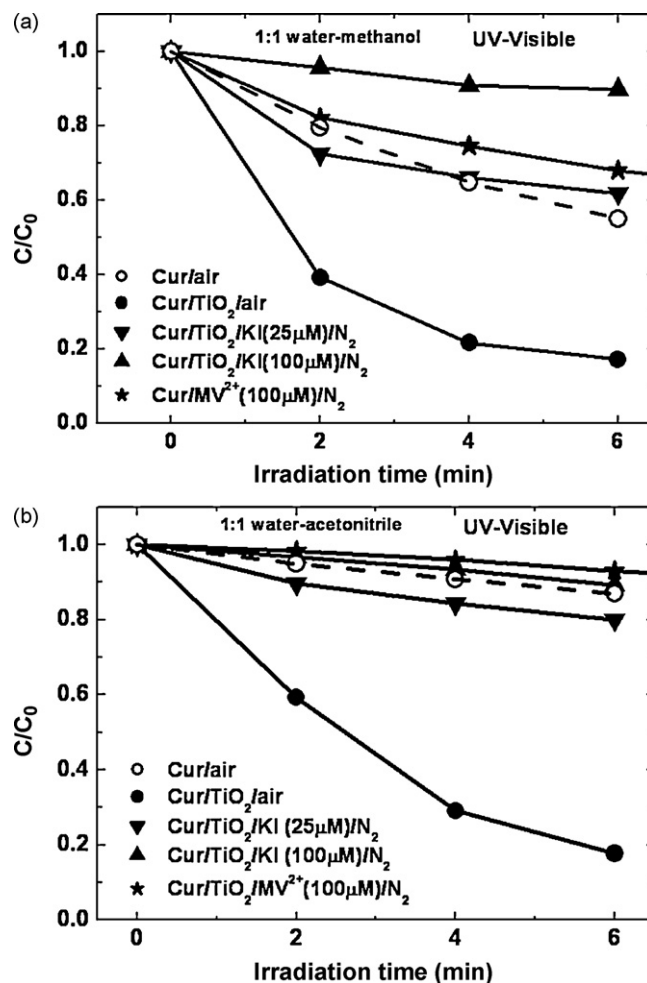 (a)
1:1 water-methanol UV-Visible
1.0
0.8
0.6
0.4
0.2
0.0
C/C₀
Cur/air
Cur/TiO₂/air
Cur/TiO₂/KI(25μM)/N₂
Cur/TiO₂/KI(100μM)/N₂
Cur/MV²⁺(100μM)/N₂
0 2 4 6
Irradiation time (min)
(b)
1:1 water-acetonitrile UV-Visible
1.0
0.8
0.6
0.4
0.2
0.0
C/C₀
Cur/air
Cur/TiO₂/air
Cur/TiO₂/KI (25μM)/N₂
Cur/TiO₂/KI (100μM)/N₂
Cur/TiO₂/MV²⁺(100μM)/N₂
0 2 4 6
Irradiation time (min)